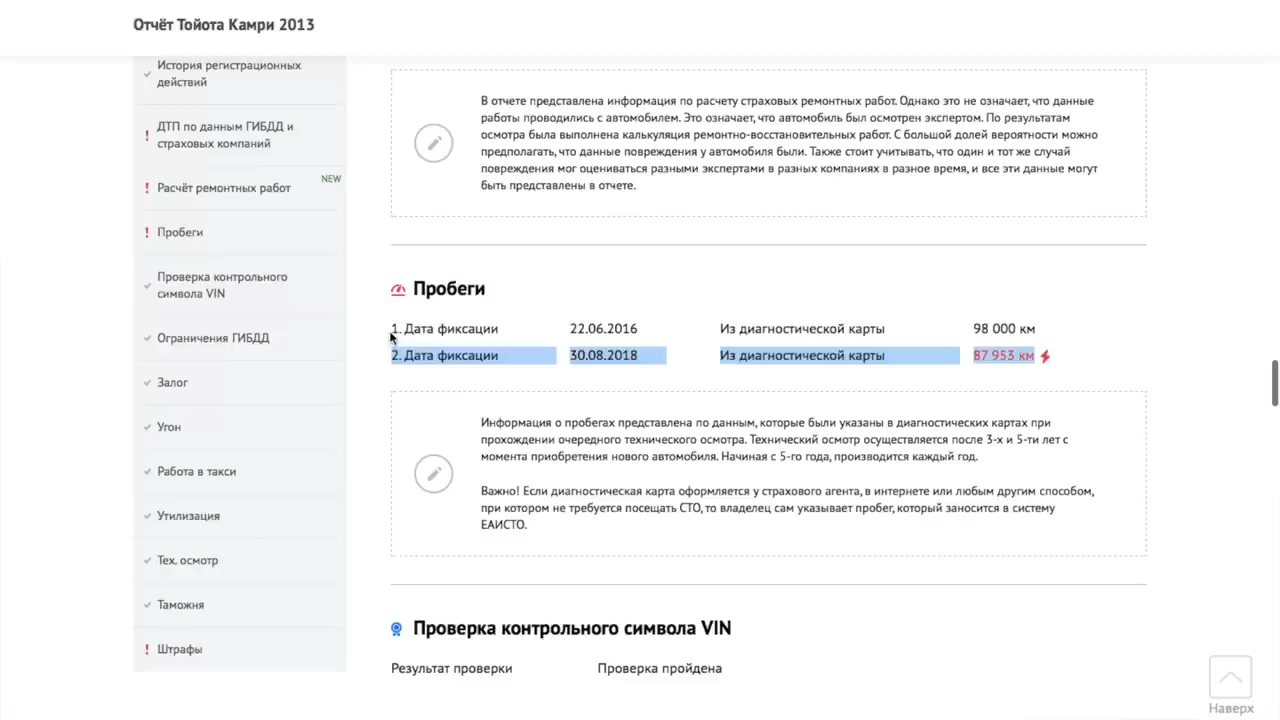 Отчёт Тойота Камри 2013
История регистрационных
действий
ДТП по данным ГИБДД и
страховых компаний
NEW
Расчёт ремонтных работ
Пробеги
Проверка контрольного
символа VIN
Ограничения ГИБДД
Залог
Угон
Работа в такси
Утилизация
Тех. осмотр
Таможня
Штрафы
В отчете представлена информация по расчету страховых ремонтных работ. Однако это не означает, что данные
работы проводились с автомобилем. Это означает, что автомобиль был осмотрен экспертом. По результатам
осмотра была выполнена калькуляция ремонтно-восстановительных работ. С большой долей вероятности можно
предполагать, что данные повреждения у автомобиля были. Также стоит учитывать, что один и тот же случай
повреждения мог оцениваться разными экспертами в разных компаниях в разное время, и все эти данные могут
быть представлены в отчете.
Пробеги
1. Дата фиксации 22.06.2016 Из диагностической карты 98 000 км
2. Дата фиксации 30.08.2018 Из диагностической карты 87 953 км
Информация о пробегах представлена по данным, которые были указаны в диагностических картах при
прохождении очередного технического осмотра. Технический осмотр осуществляется после 3-х и 5-ти лет с
момента приобретения нового автомобиля. Начиная с 5-го года, производится каждый год.
Важно! Если диагностическая карта оформляется у страхового агента, в интернете или любым другим способом,
при котором не требуется посещать СТО, то владелец сам указывает пробег, который заносится в систему
ЕАИСТО.
Проверка контрольного символа VIN
Результат проверки Проверка пройдена
Наверх